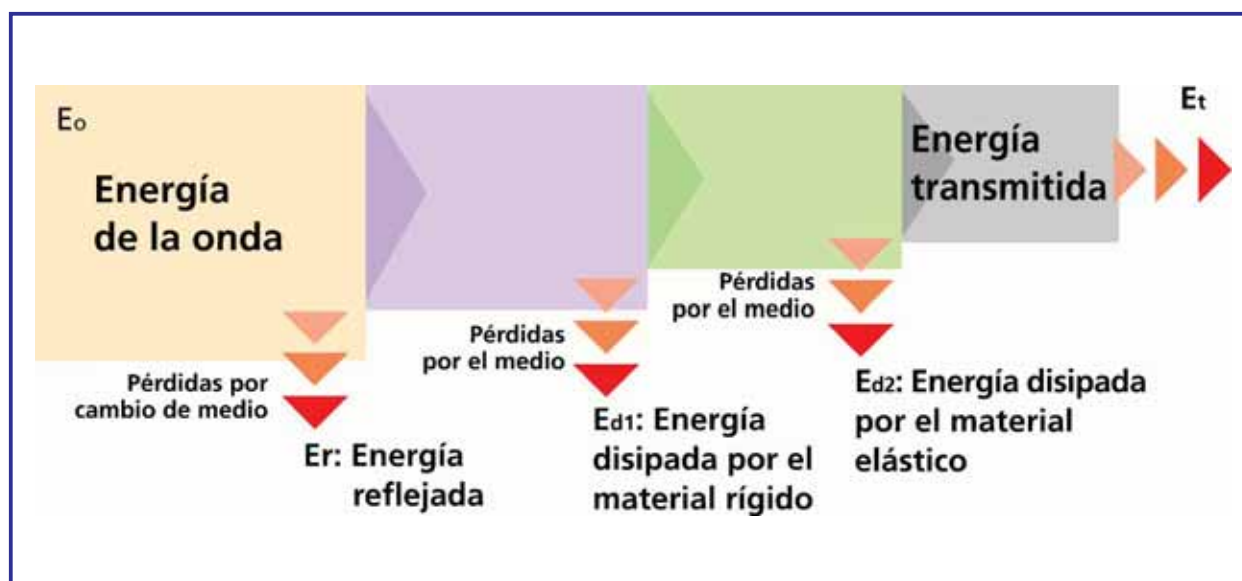 Eo
Energía
de la onda
Pérdidas por
cambio de medio
Er: Energía
reflejada
Pérdidas
por el medio
Ed1: Energía
disipada por el
material rígido
Pérdidas
por el medio
Ed2: Energía disipada
por el material
elástico
Energía
transmitida
Et